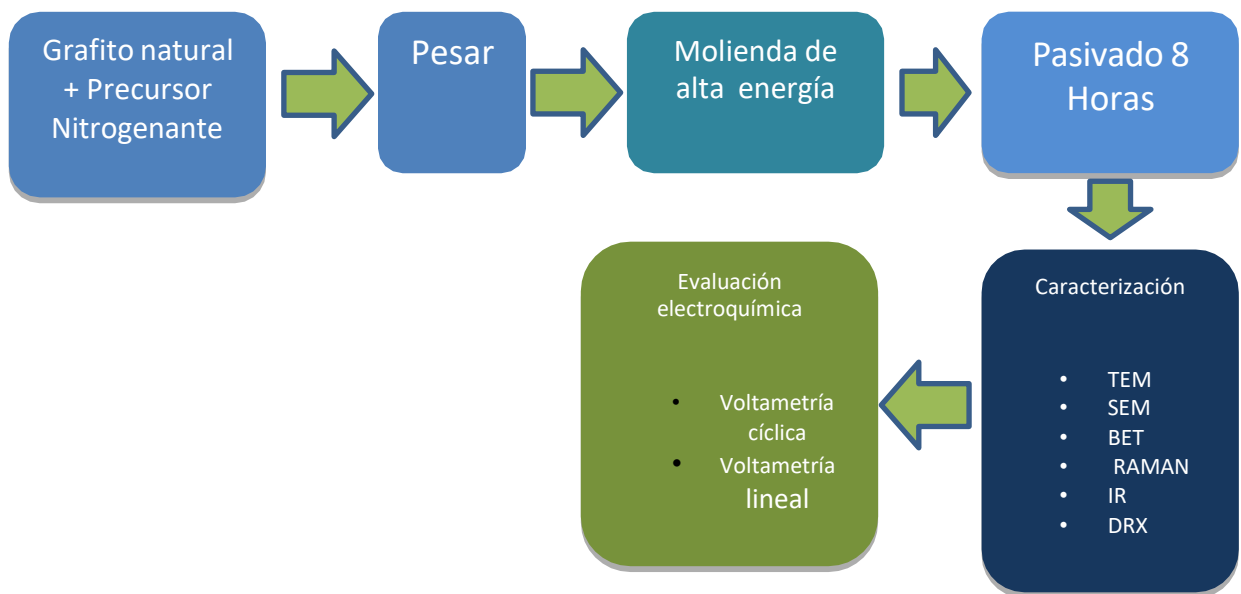 Grafito natural
+ Precursor
Nitrogenante
Pesar
Molienda de
alta energía
Pasivado 8
Horas
Caracterización
• TEM
• SEM
• BET
• RAMAN
• IR
• DRX
Evaluación
electroquímica
• Voltametría
cíclica
• Voltametría
lineal